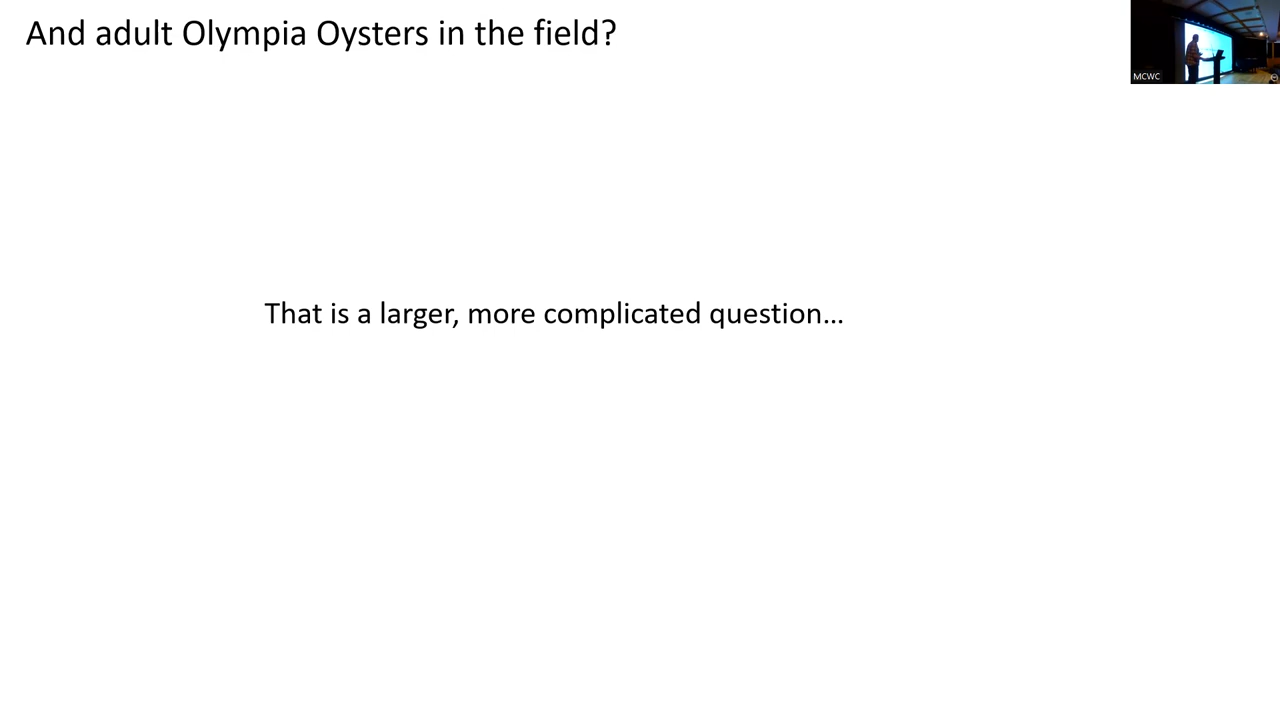 And adult Olympia Oysters in the field?
MCWC
That is a larger, more complicated question...